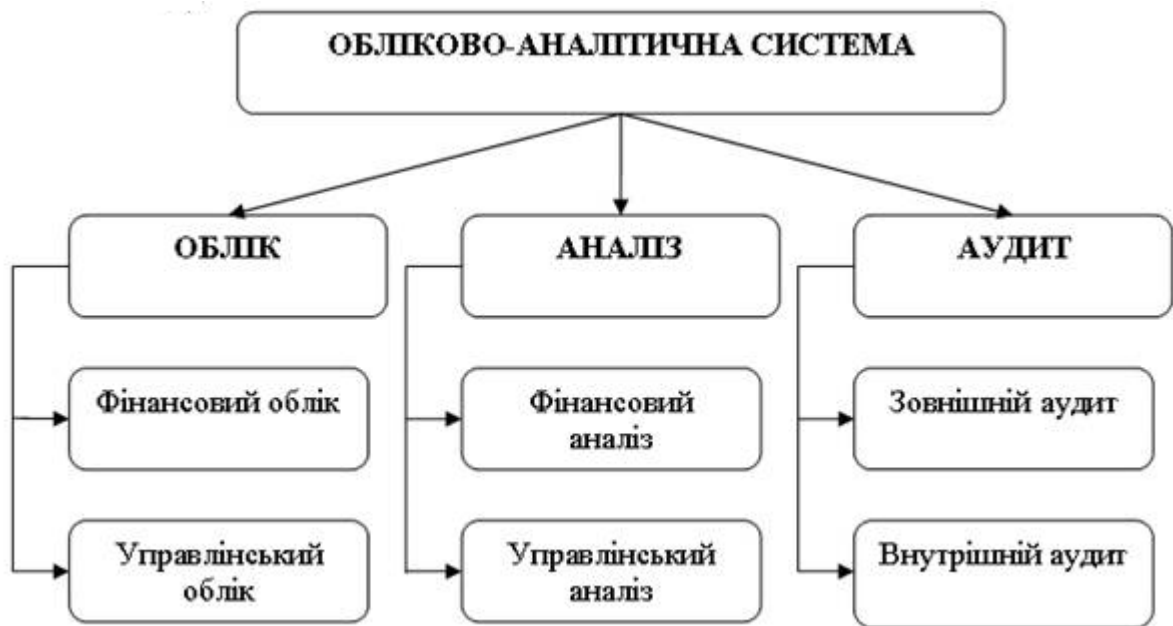 ОБЛІКОВО-АНАЛІТИЧНА СИСТЕМА
ОБЛІК
АНАЛІЗ
АУДИТ
Фінансовий облік
Фінансовий
аналіз
Зовнішній аудит
Управлінський
облік
Управлінський
аналіз
Внутрішній аудит